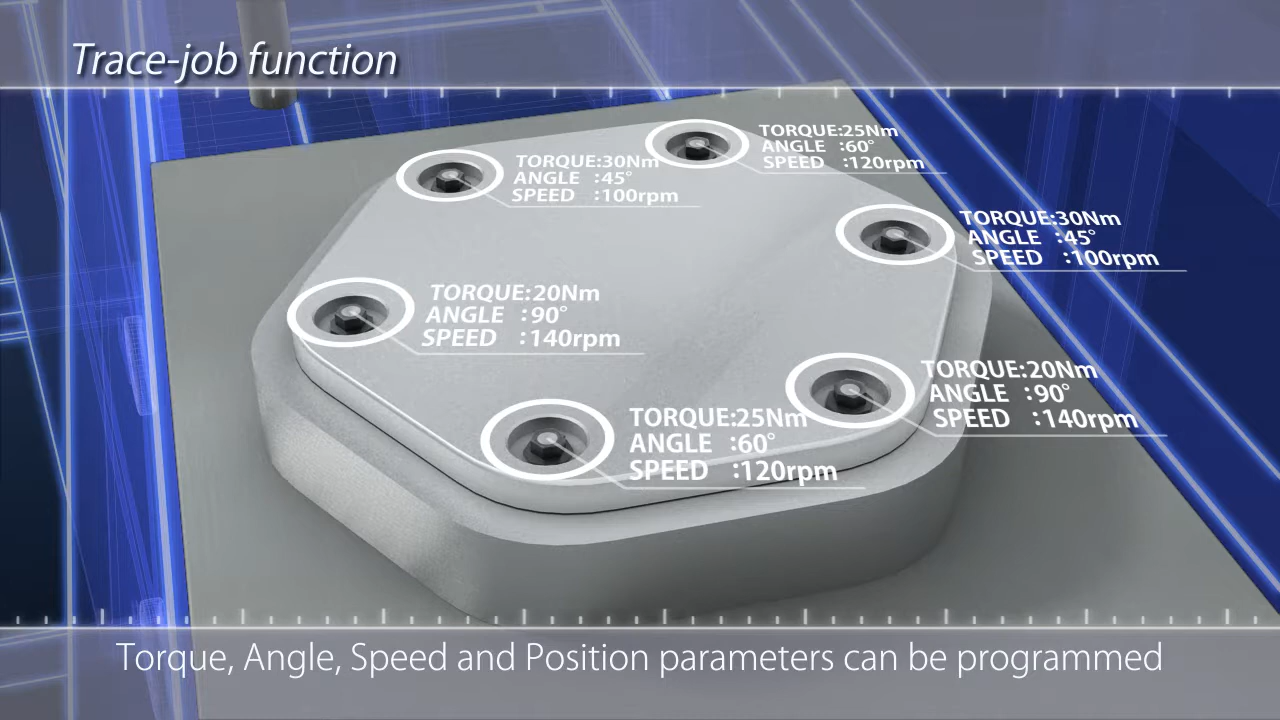 Trace-job function
TORQUE:25Nm
ANGLE :60°
SPEED :120rpm
TORQUE:30Nm
ANGLE :45°
SPEED :100rpm
TORQUE:30Nm
ANGLE :45°
SPEED :100rpm
TORQUE:20Nm
ANGLE :90°
SPEED :140rpm
TORQUE:20Nm
ANGLE :90°
SPEED :140rpm
TORQUE:25Nm
ANGLE :60°
SPEED :120rpm
Torque, Angle, Speed and Position parameters can be programmed